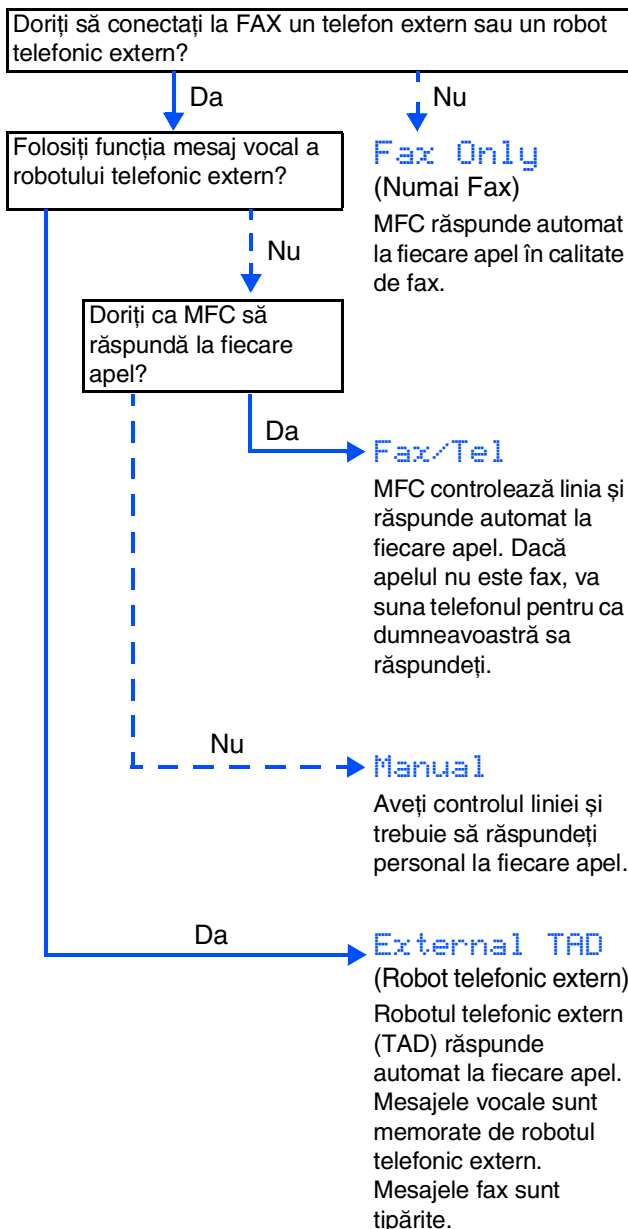 Doriți să conectați la FAX un telefon extern sau un robot
telefonic extern?
Da
Nu
Folosiți funcția mesaj vocal a
robotului telefonic extern?
Fax Only
(Numai Fax)
MFC răspunde automat
la fiecare apel în calitate
de fax.
Nu
Doriți ca MFC să
răspundă la fiecare
apel?
Da
Fax/Tel
MFC controlează linia și
răspunde automat la
fiecare apel. Dacă
apelul nu este fax, va
suna telefonul pentru ca
dumneavoastră sa
răspundeți.
Nu
Manual
Aveți controlul liniei și
trebuie să răspundeți
personal la fiecare apel.
Da
External TAD
(Robot telefonic extern)
Robotul telefonic extern
(TAD) răspunde
automat la fiecare apel.
Mesajele vocale sunt
memorate de robotul
telefonic extern.
Mesajele fax sunt
tipărite.